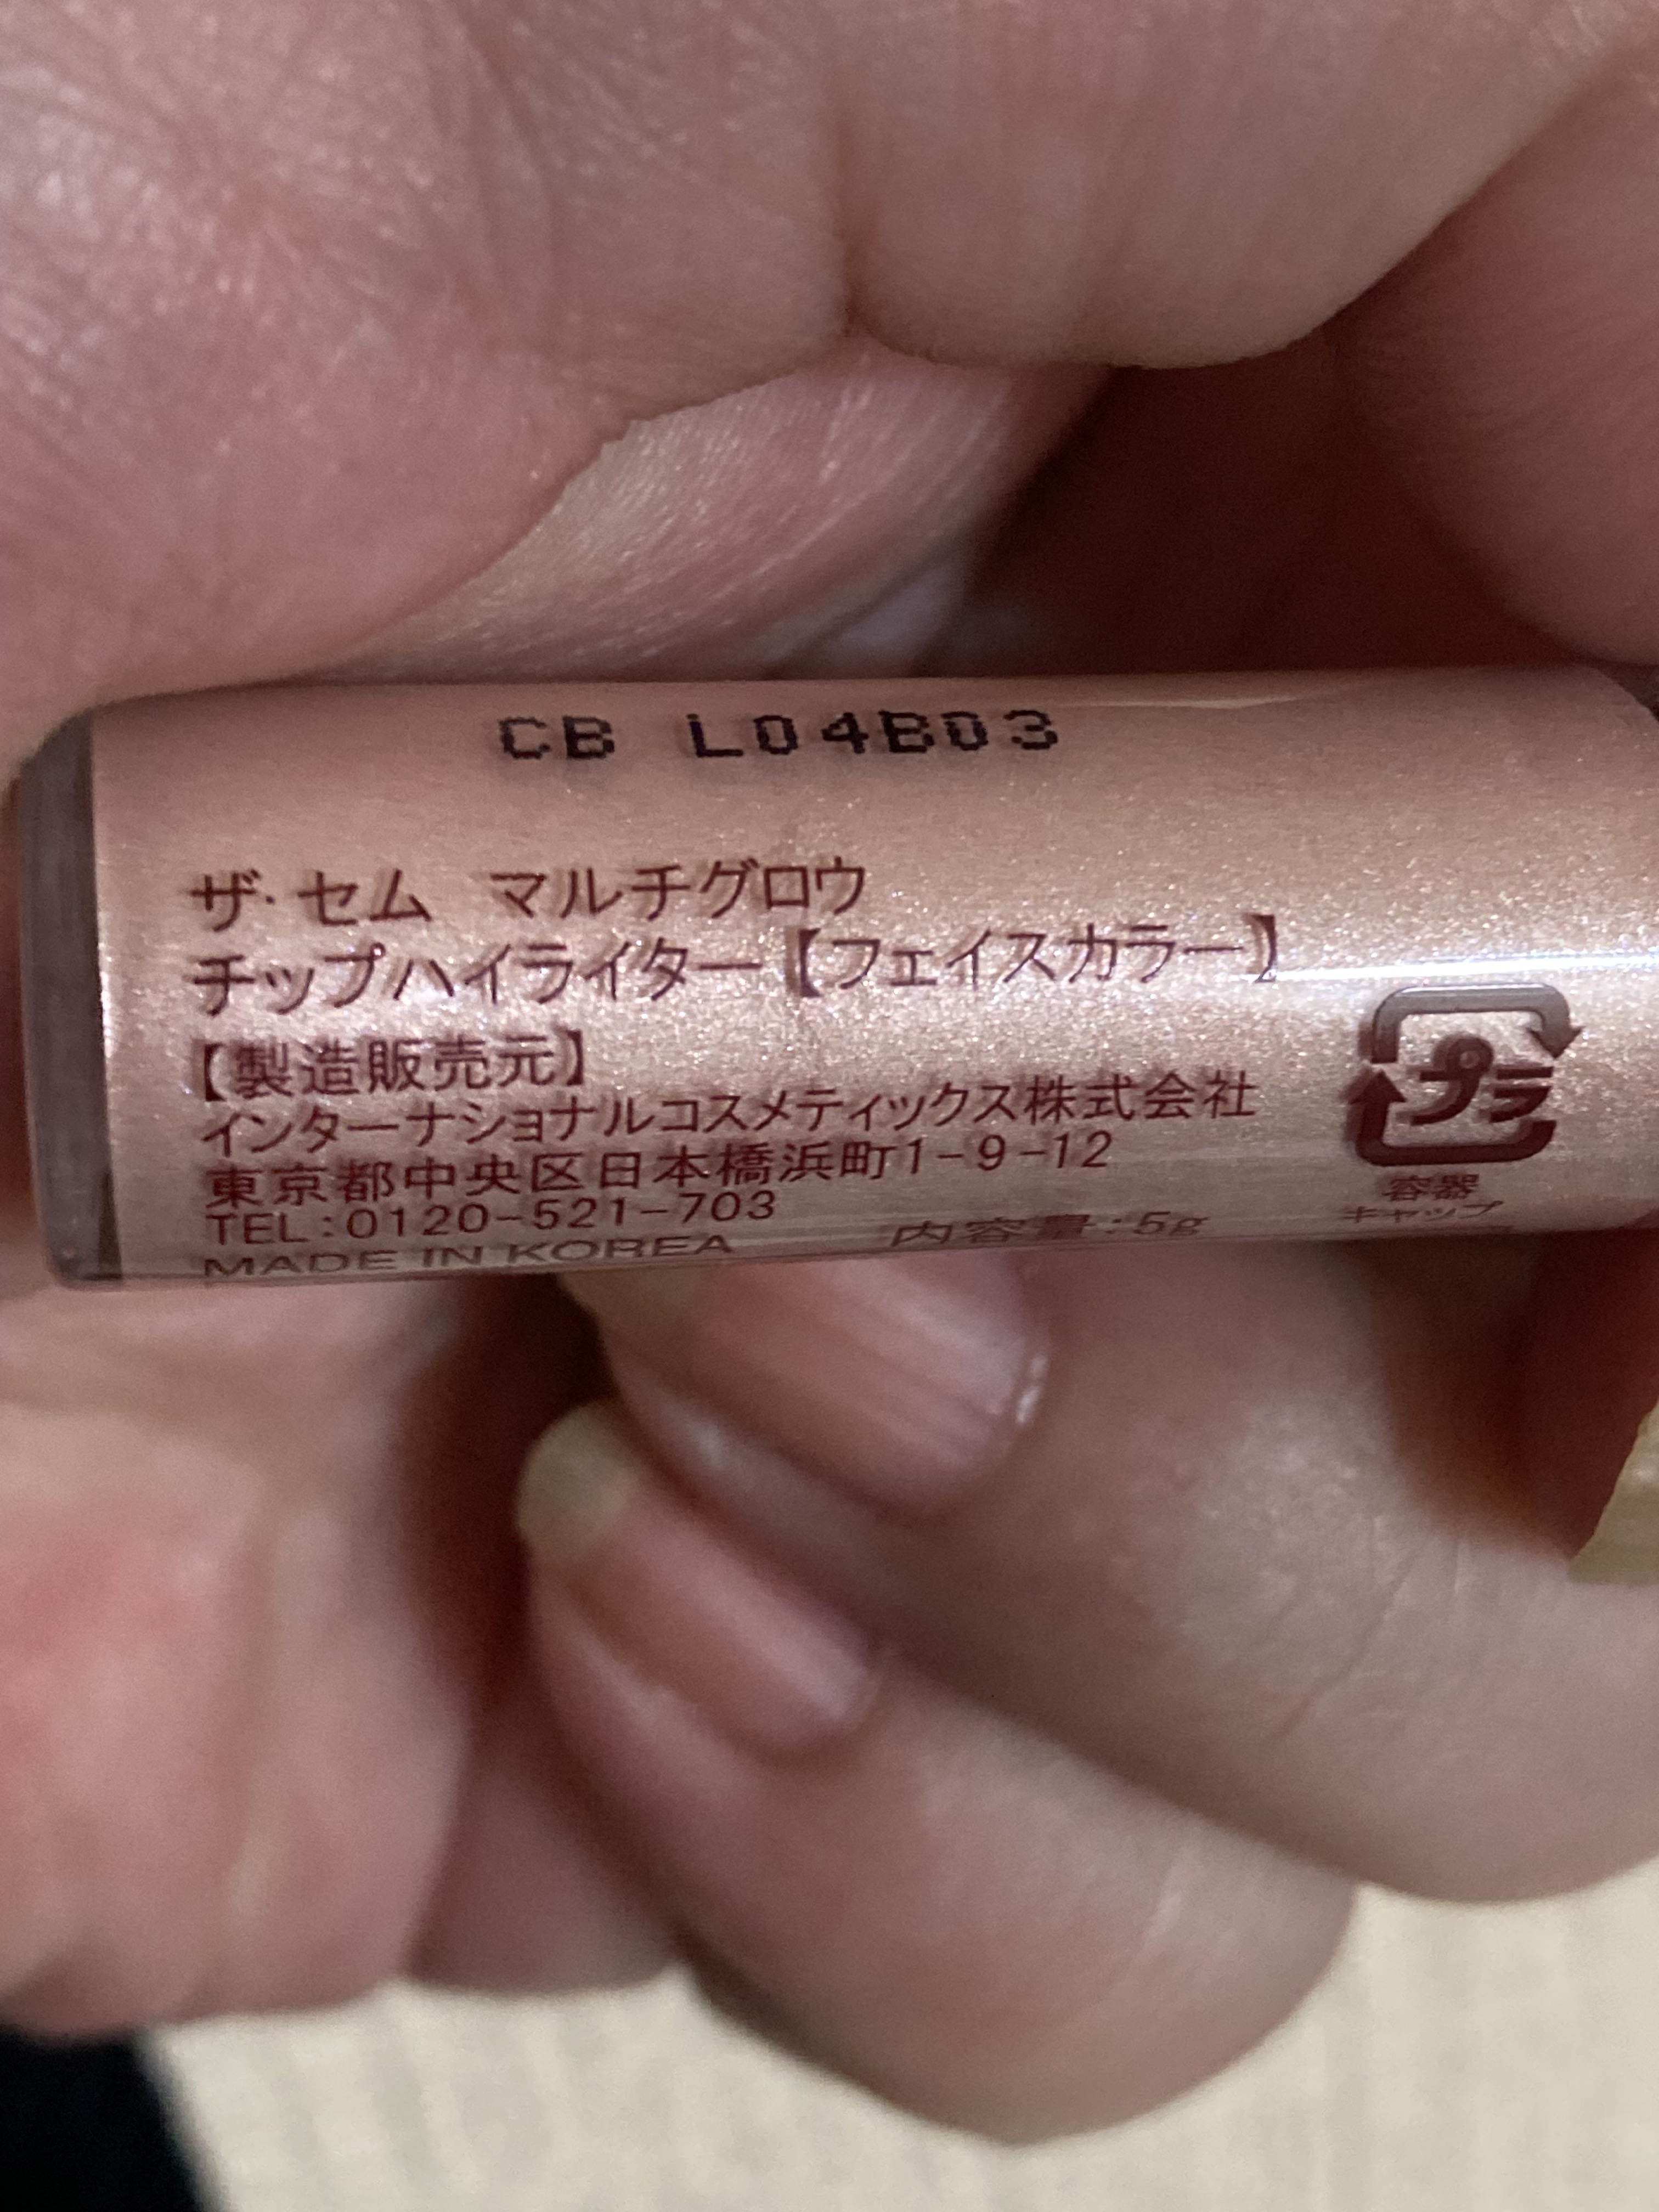 CB L04B03
ザ・セム マルチグロウ
チップハイライター【フェイスカラー】
【製造販売元】
インターナショナルコスメティックス株式会社
東京都中央区日本橋浜町1-9-12
TEL:0120-521-703
MADE IN KOREA 内容量:5g
プラ
容器
キャップ